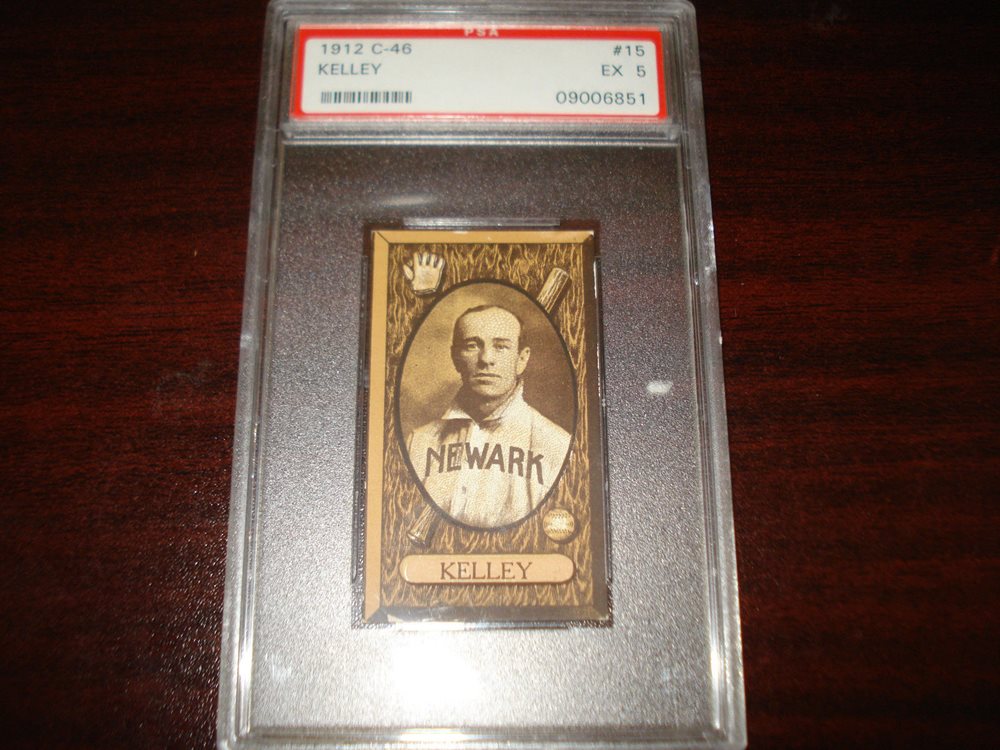 PSA
1912 C-46 #15
KELLEY EX 5
09006851
NEWARK
KELLEY